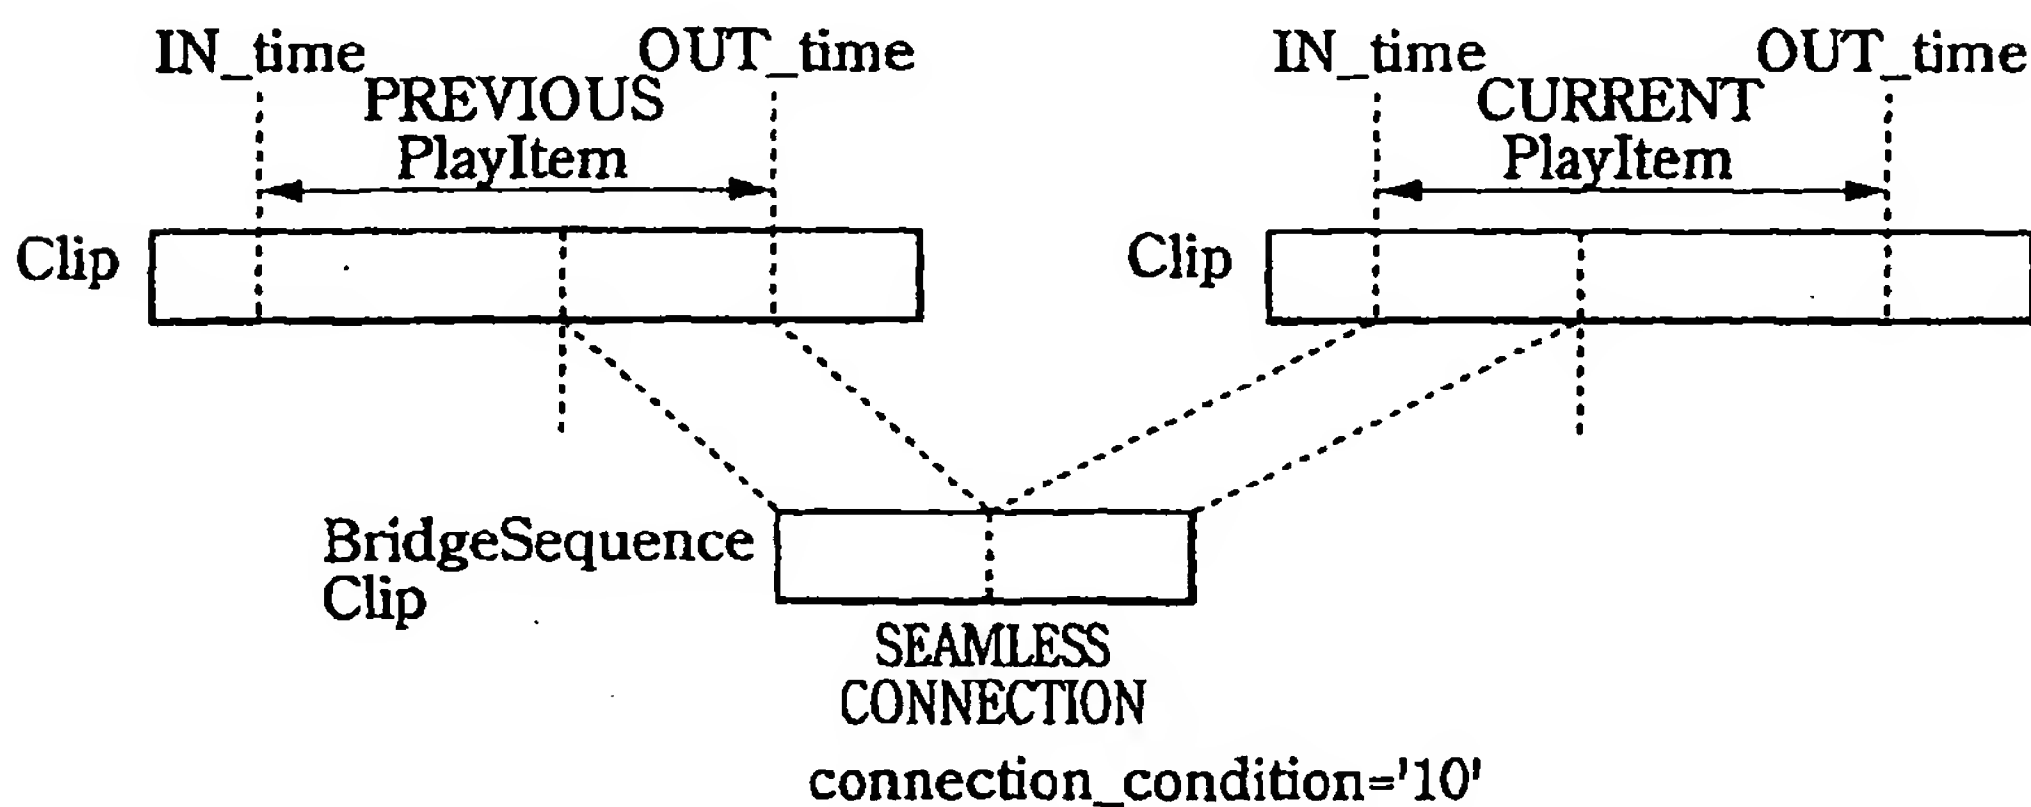 IN_time
OUT_time
PREVIOUS
PlayItem
IN_time
OUT_time
CURRENT
PlayItem
Clip
Clip
BridgeSequence
Clip
SEAMLESS
CONNECTION
connection_condition='10'